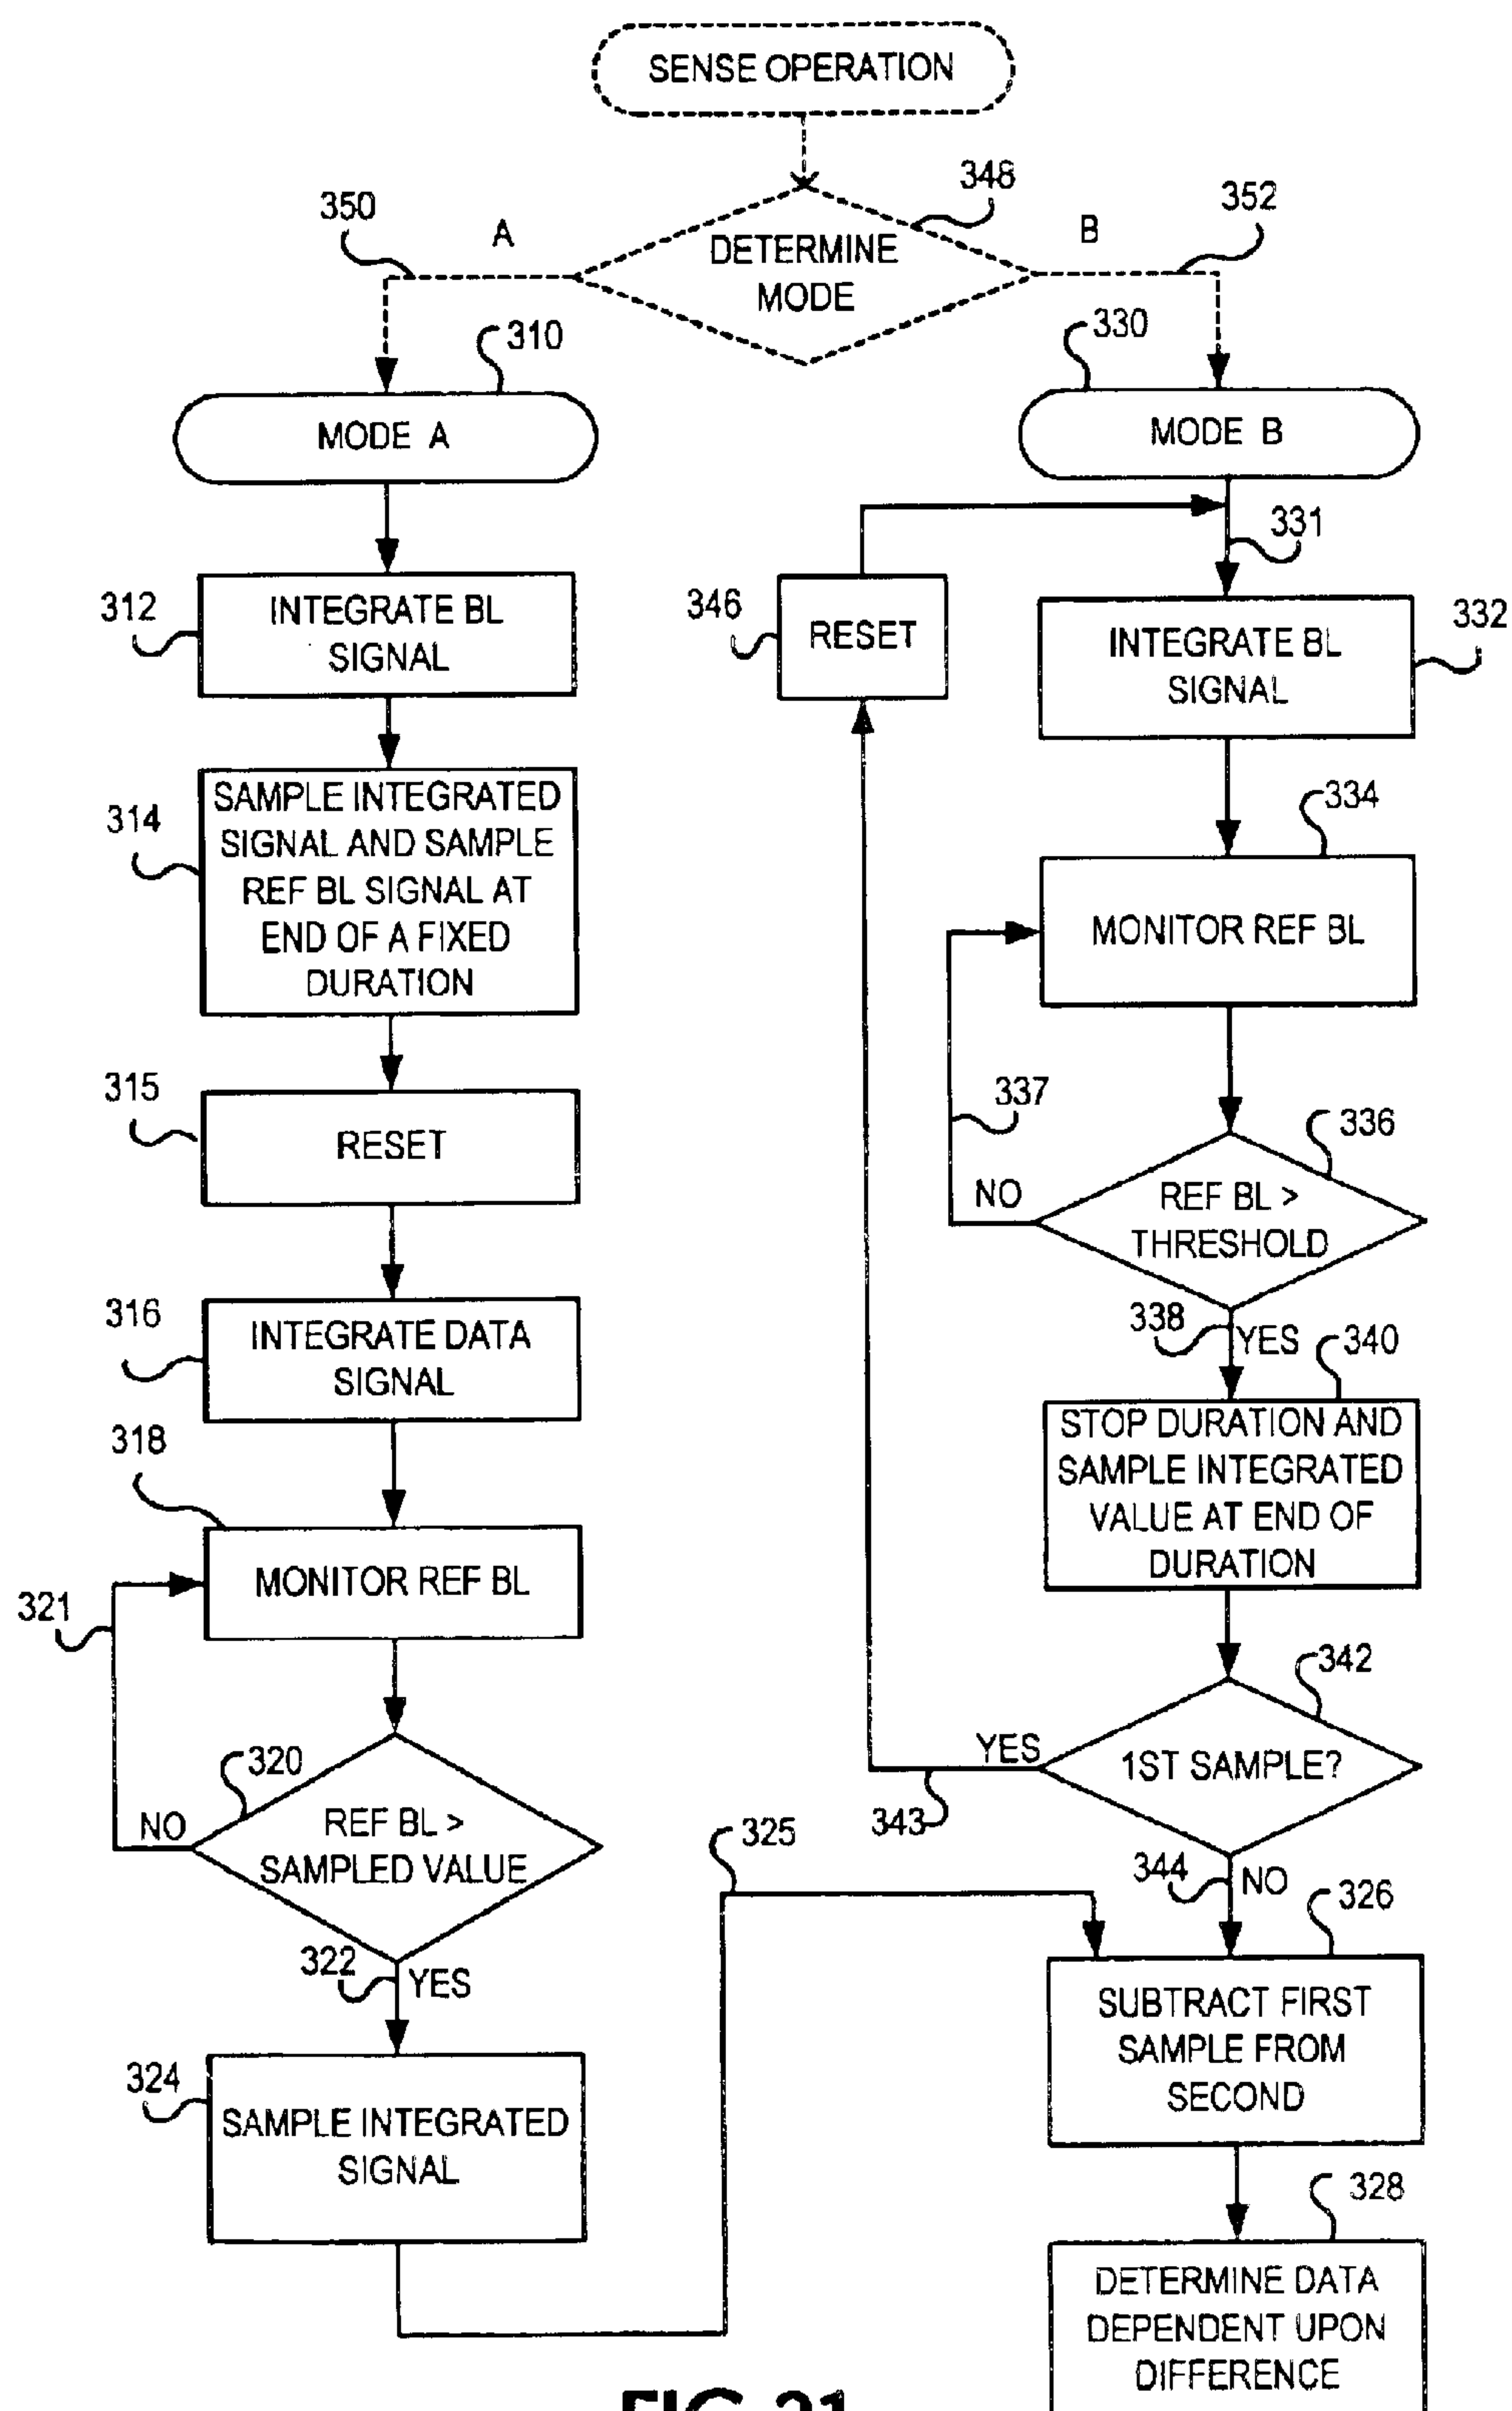 SENSE OPERATION
348
350
A
DETERMINE
MODE
B
352
310
MODE A
330
MODE B
312
INTEGRATE BL
SIGNAL
314
SAMPLE INTEGRATED
SIGNAL AND SAMPLE
REF BL SIGNAL AT
END OF A FIXED
DURATION
315
RESET
316
INTEGRATE DATA
SIGNAL
318
MONITOR REF BL
321
320
NO
REF BL >
SAMPLED VALUE
322
YES
324
SAMPLE INTEGRATED
SIGNAL
325
331
346
RESET
332
INTEGRATE BL
SIGNAL
334
MONITOR REF BL
337
336
NO
REF BL >
THRESHOLD
338
YES
340
STOP DURATION AND
SAMPLE INTEGRATED
VALUE AT END OF
DURATION
342
YES
1ST SAMPLE?
343
344
NO
326
SUBTRACT FIRST
SAMPLE FROM
SECOND
328
DETERMINE DATA
DEPENDENT UPON
DIFFERENCE